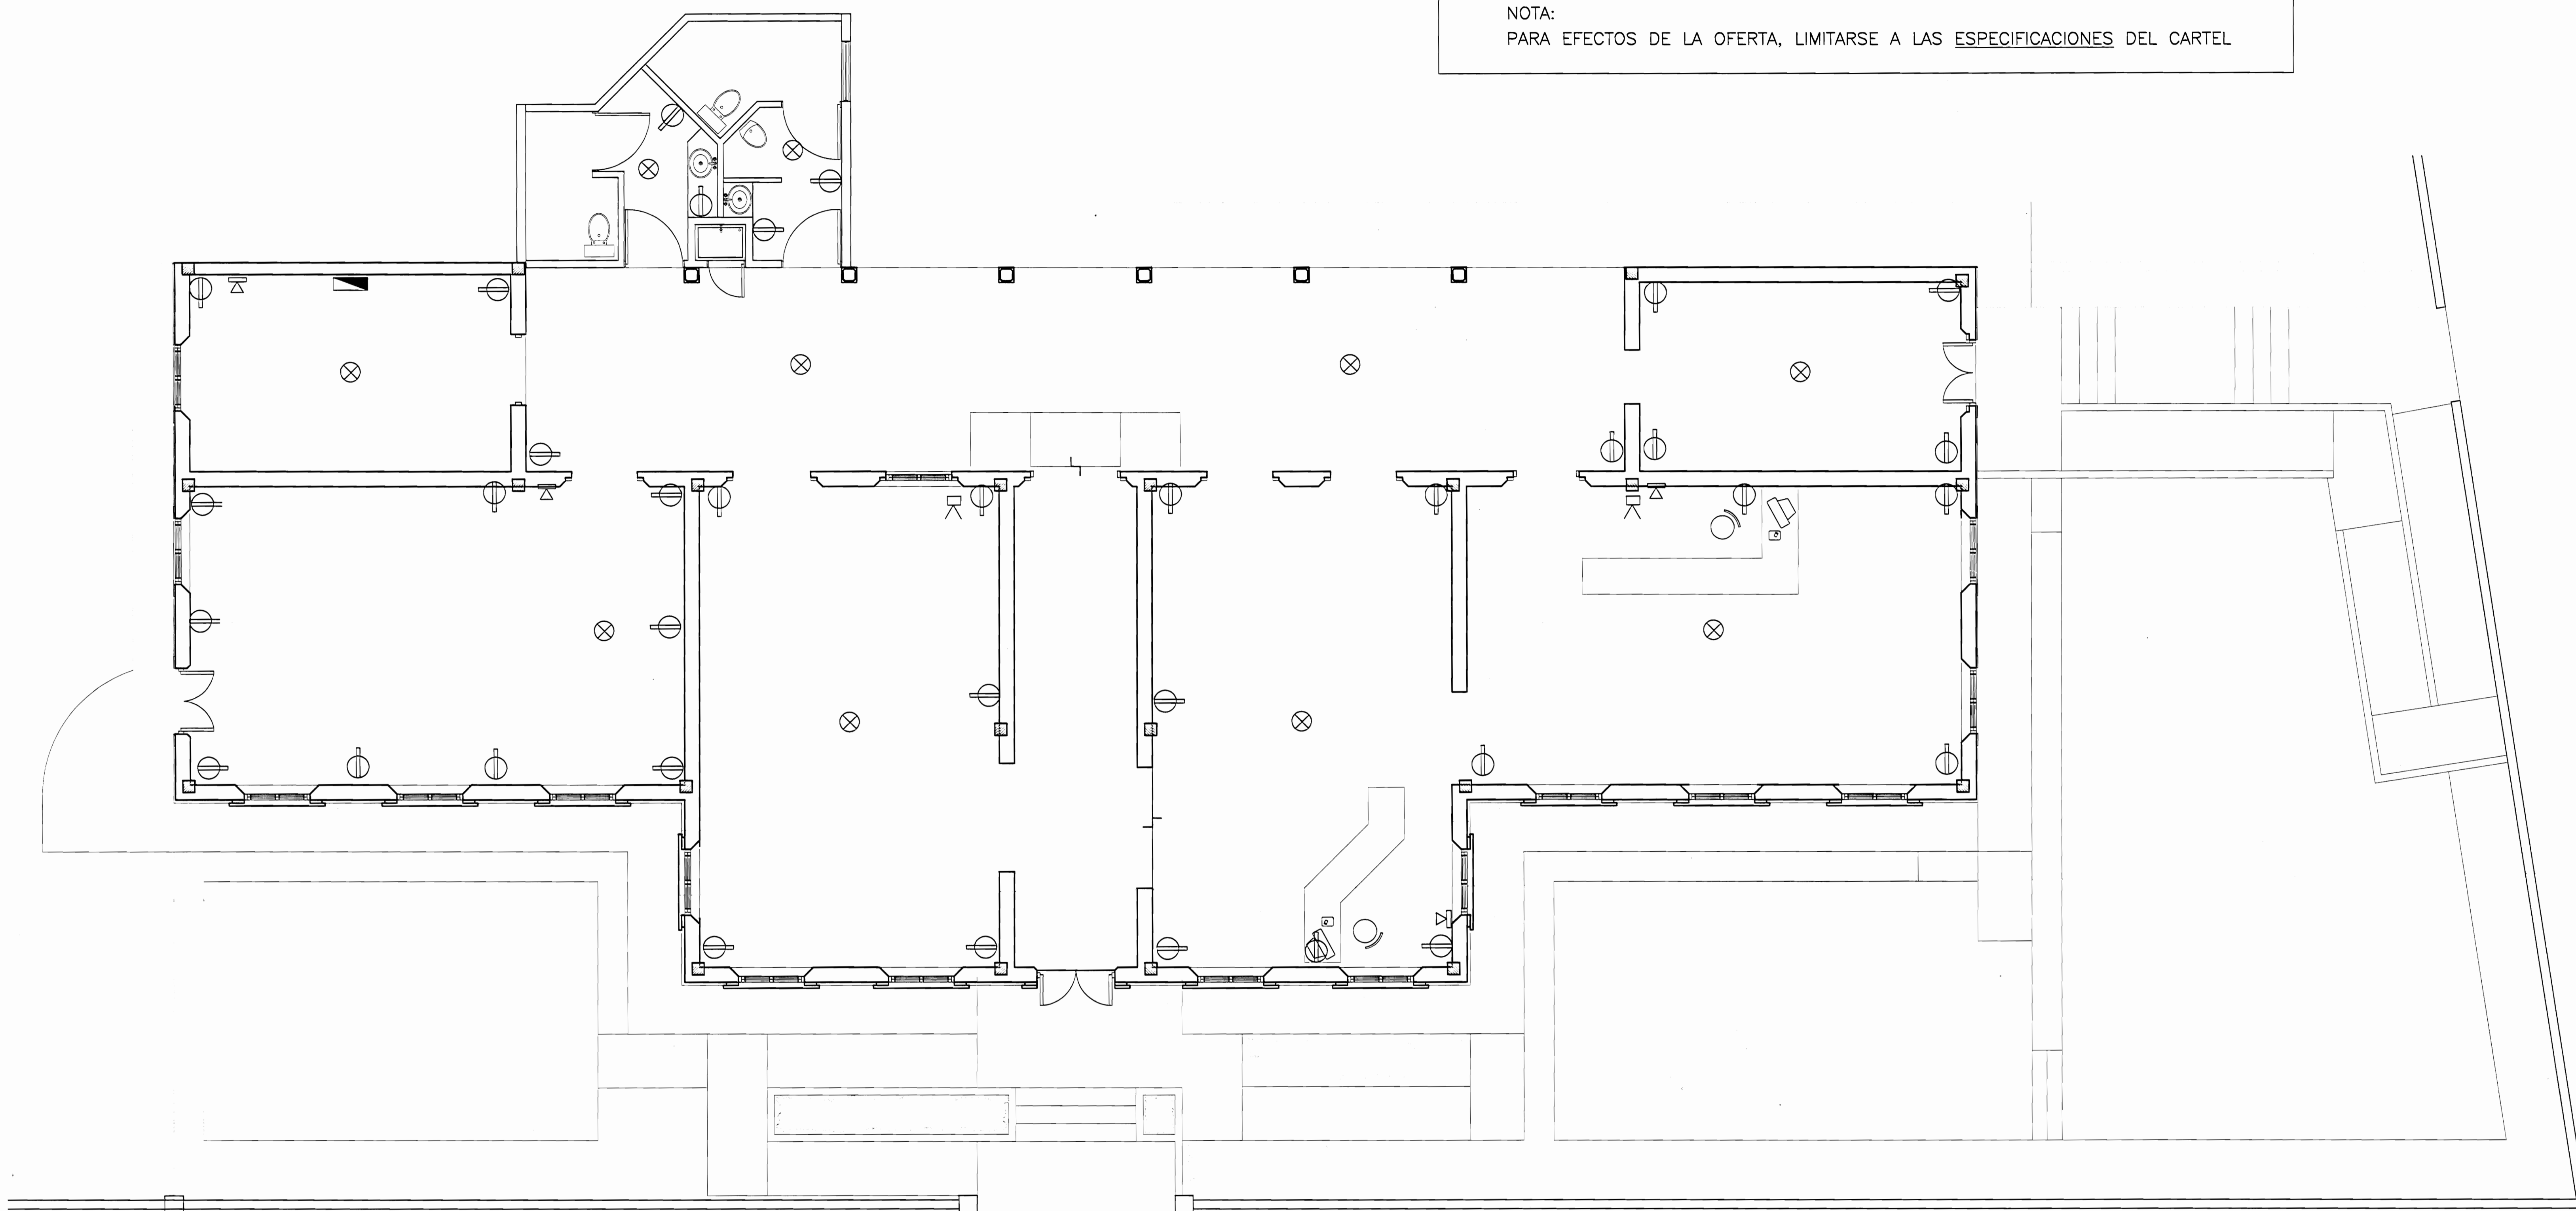 NOTA:
PARA EFECTOS DE LA OFERTA, LIMITARSE A LAS ESPECIFICACIONES DEL CARTEL